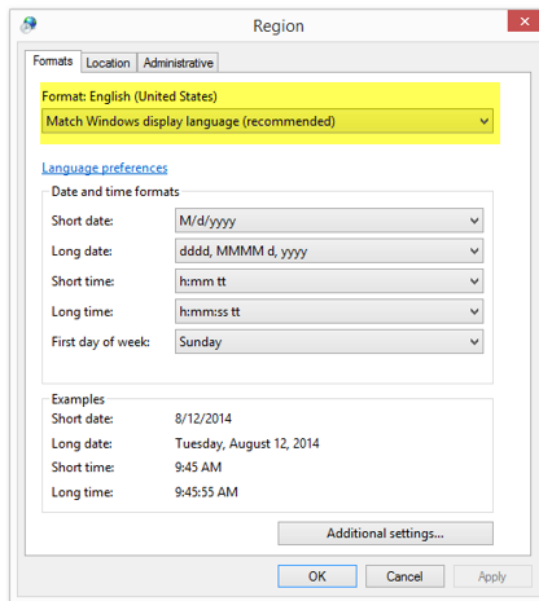 Region
Formats Location Administrative
Format: English (United States)
Match Windows display language (recommended)
Language preferences
Date and time formats
Short date: M/d/yyyy
Long date: dddd, MMMM d, yyyy
Short time: h:mm tt
Long time: h:mm:ss tt
First day of week: Sunday
Examples
Short date: 8/12/2014
Long date: Tuesday, August 12, 2014
Short time: 9:45 AM
Long time: 9:45:55 AM
Additional settings...
OK Cancel Apply